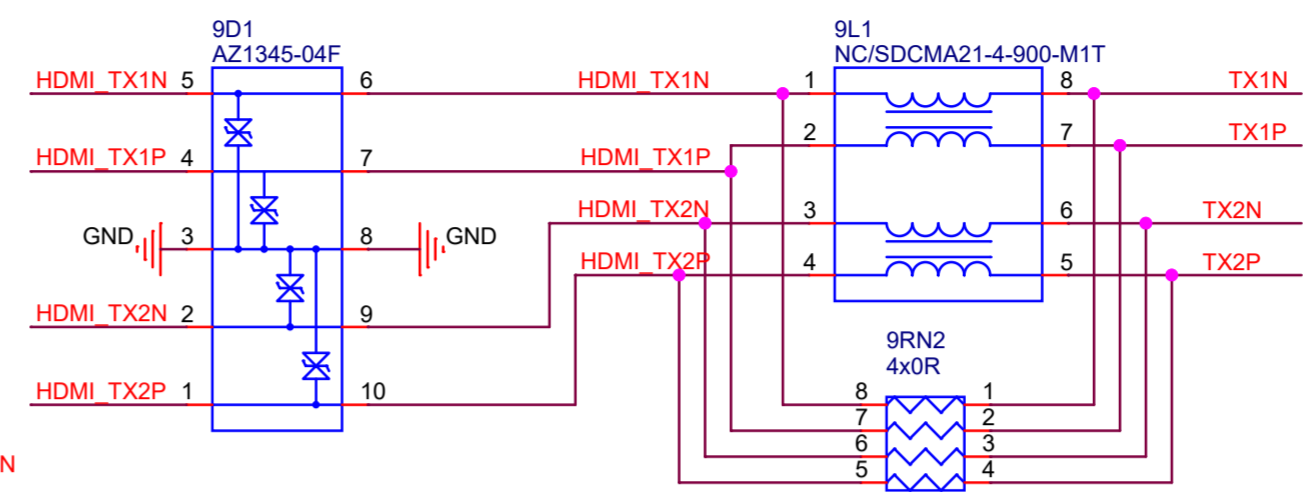 9D1
AZ1345-04F
HDMI_TX1N 5
6
HDMI_TX1P 4
7
GND 3
8 GND
HDMI_TX2N 2
9
HDMI_TX2P 1
10
N
9L1
NC/SDCMA21-4-900-M1T
HDMI_TX1N 1
8 TX1N
HDMI_TX1P 2
7 TX1P
HDMI_TX2N 3
6 TX2N
HDMI_TX2P 4
5 TX2P
9RN2
4x0R
8 1
7 2
6 3
5 4